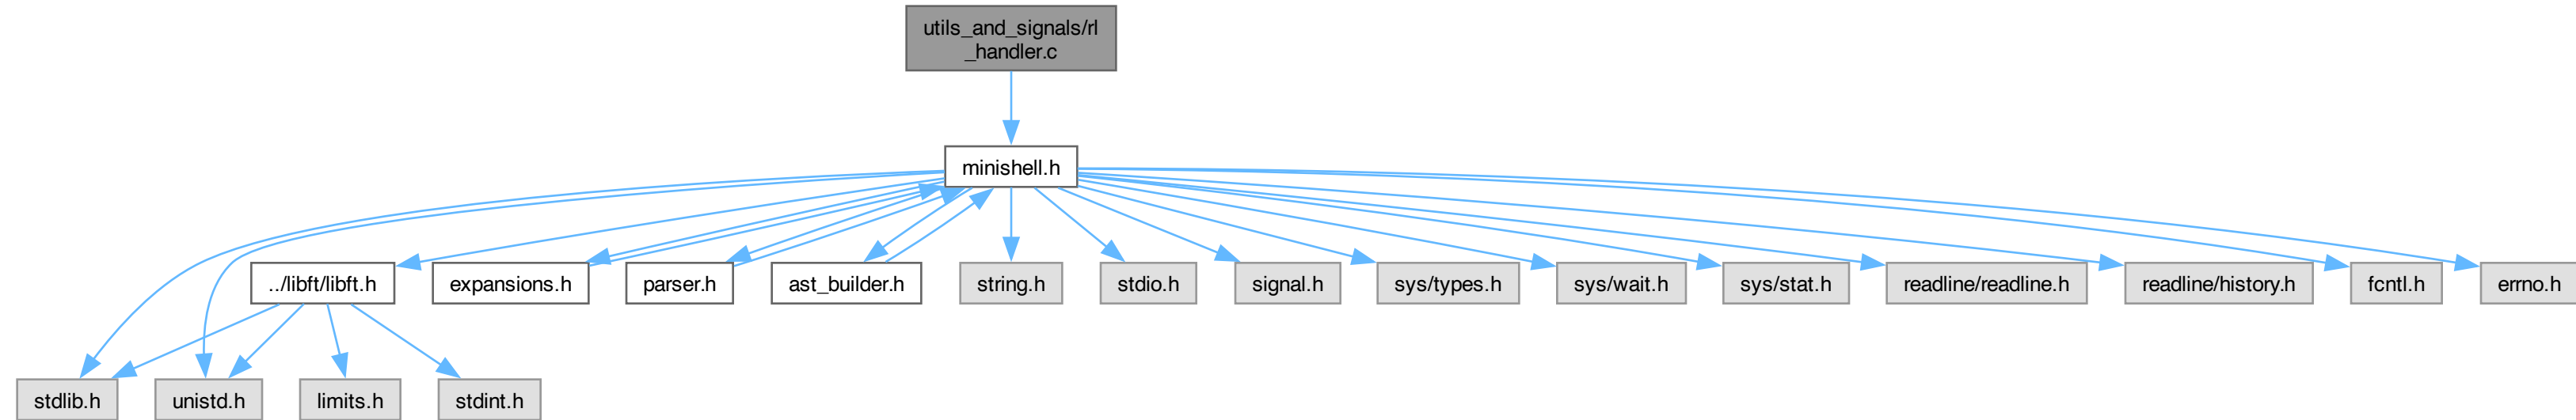 utils_and_signals/rl
_handler.c
minishell.h
../libft/libft.h
expansions.h
parser.h
ast_builder.h
string.h
stdio.h
signal.h
sys/types.h
sys/wait.h
sys/stat.h
readline/readline.h
readline/history.h
fcntl.h
errno.h
stdlib.h
unistd.h
limits.h
stdint.h